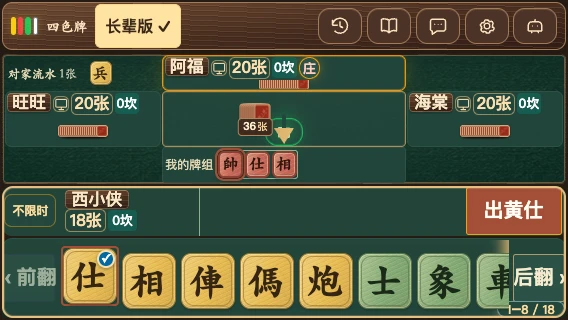 四色牌 长辈版
对家流水 1张 兵
阿福 20张 0坎 庄
旺旺 20张 0坎
海棠 20张 0坎
36张
我的牌组 帥 仕 相
不限时 西小侠 18张 0坎 出黄仕
‹ 前翻 仕 相 俥 傌 炮 士 象 車 后翻 ›
1–8 / 18